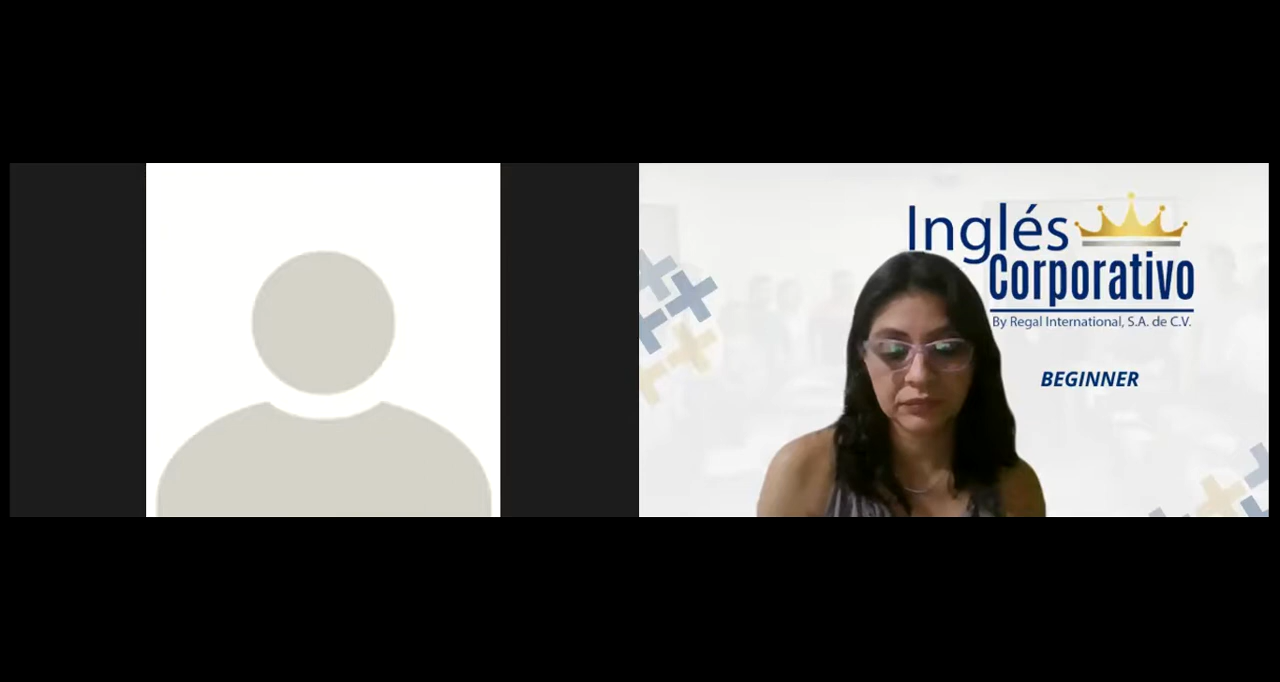 Inglés
Corporativo
By Regal International, S.A. de C.V.
BEGINNER